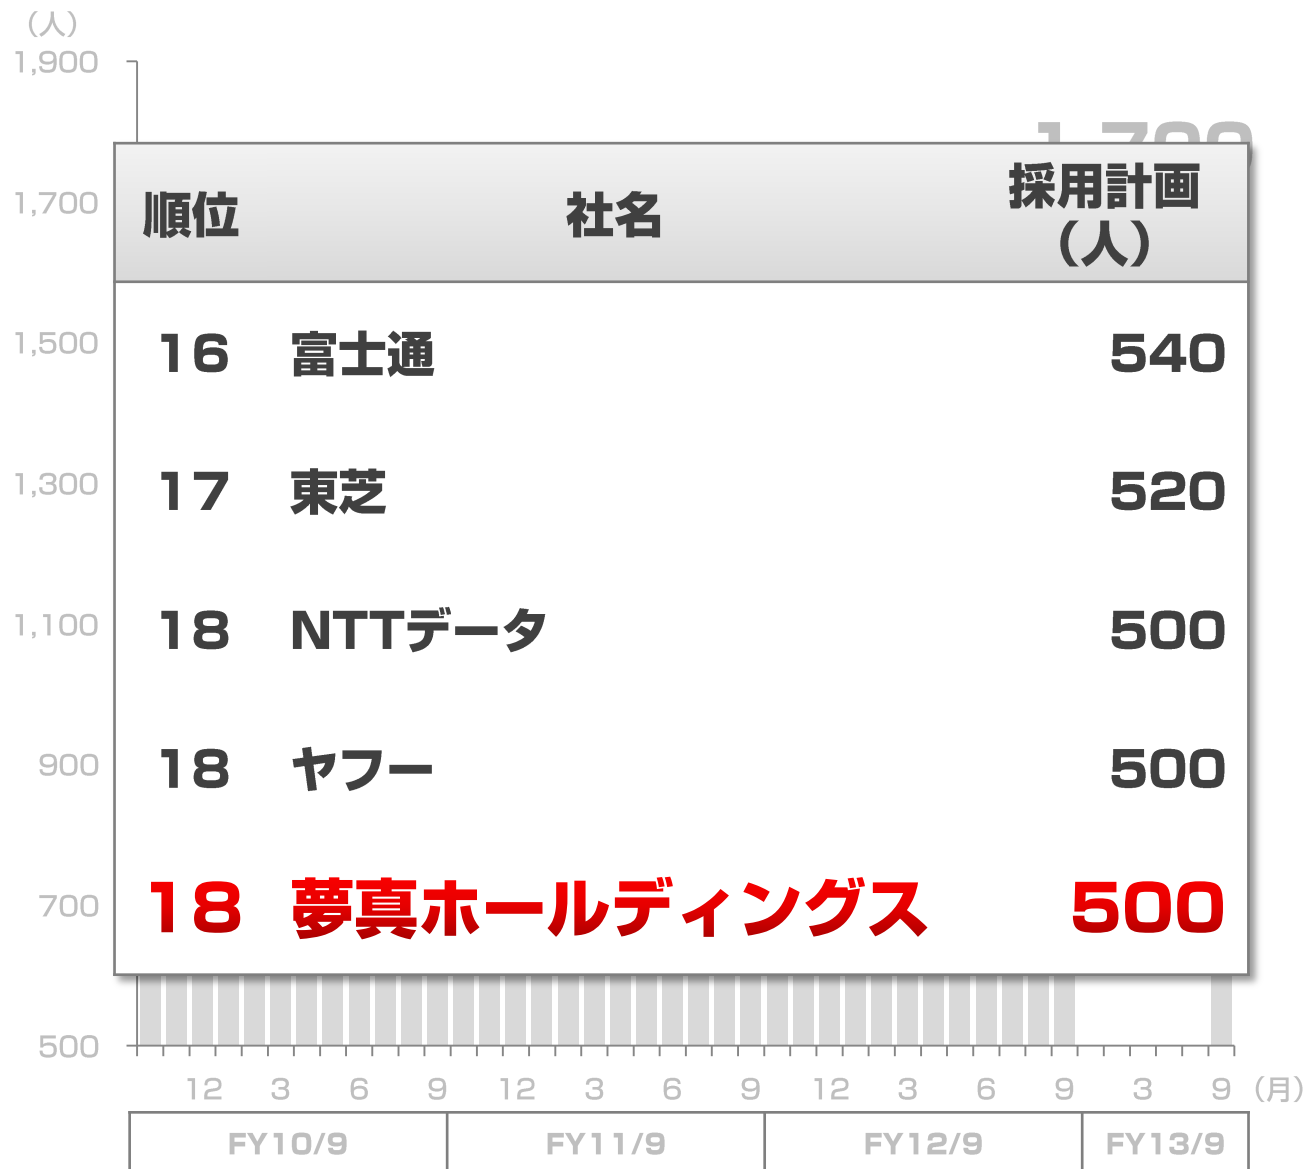 （人）
1,900
順位 社名 採用計画
（人）
1,700
1,500
16 富士通 540
1,300
17 東芝 520
1,100
18 NTTデータ 500
900
18 ヤフー 500
700
18 夢真ホールディングス 500
500
12 3 6 9 12 3 6 9 12 3 6 9 3 9 （月）
FY10/9 FY11/9 FY12/9 FY13/9